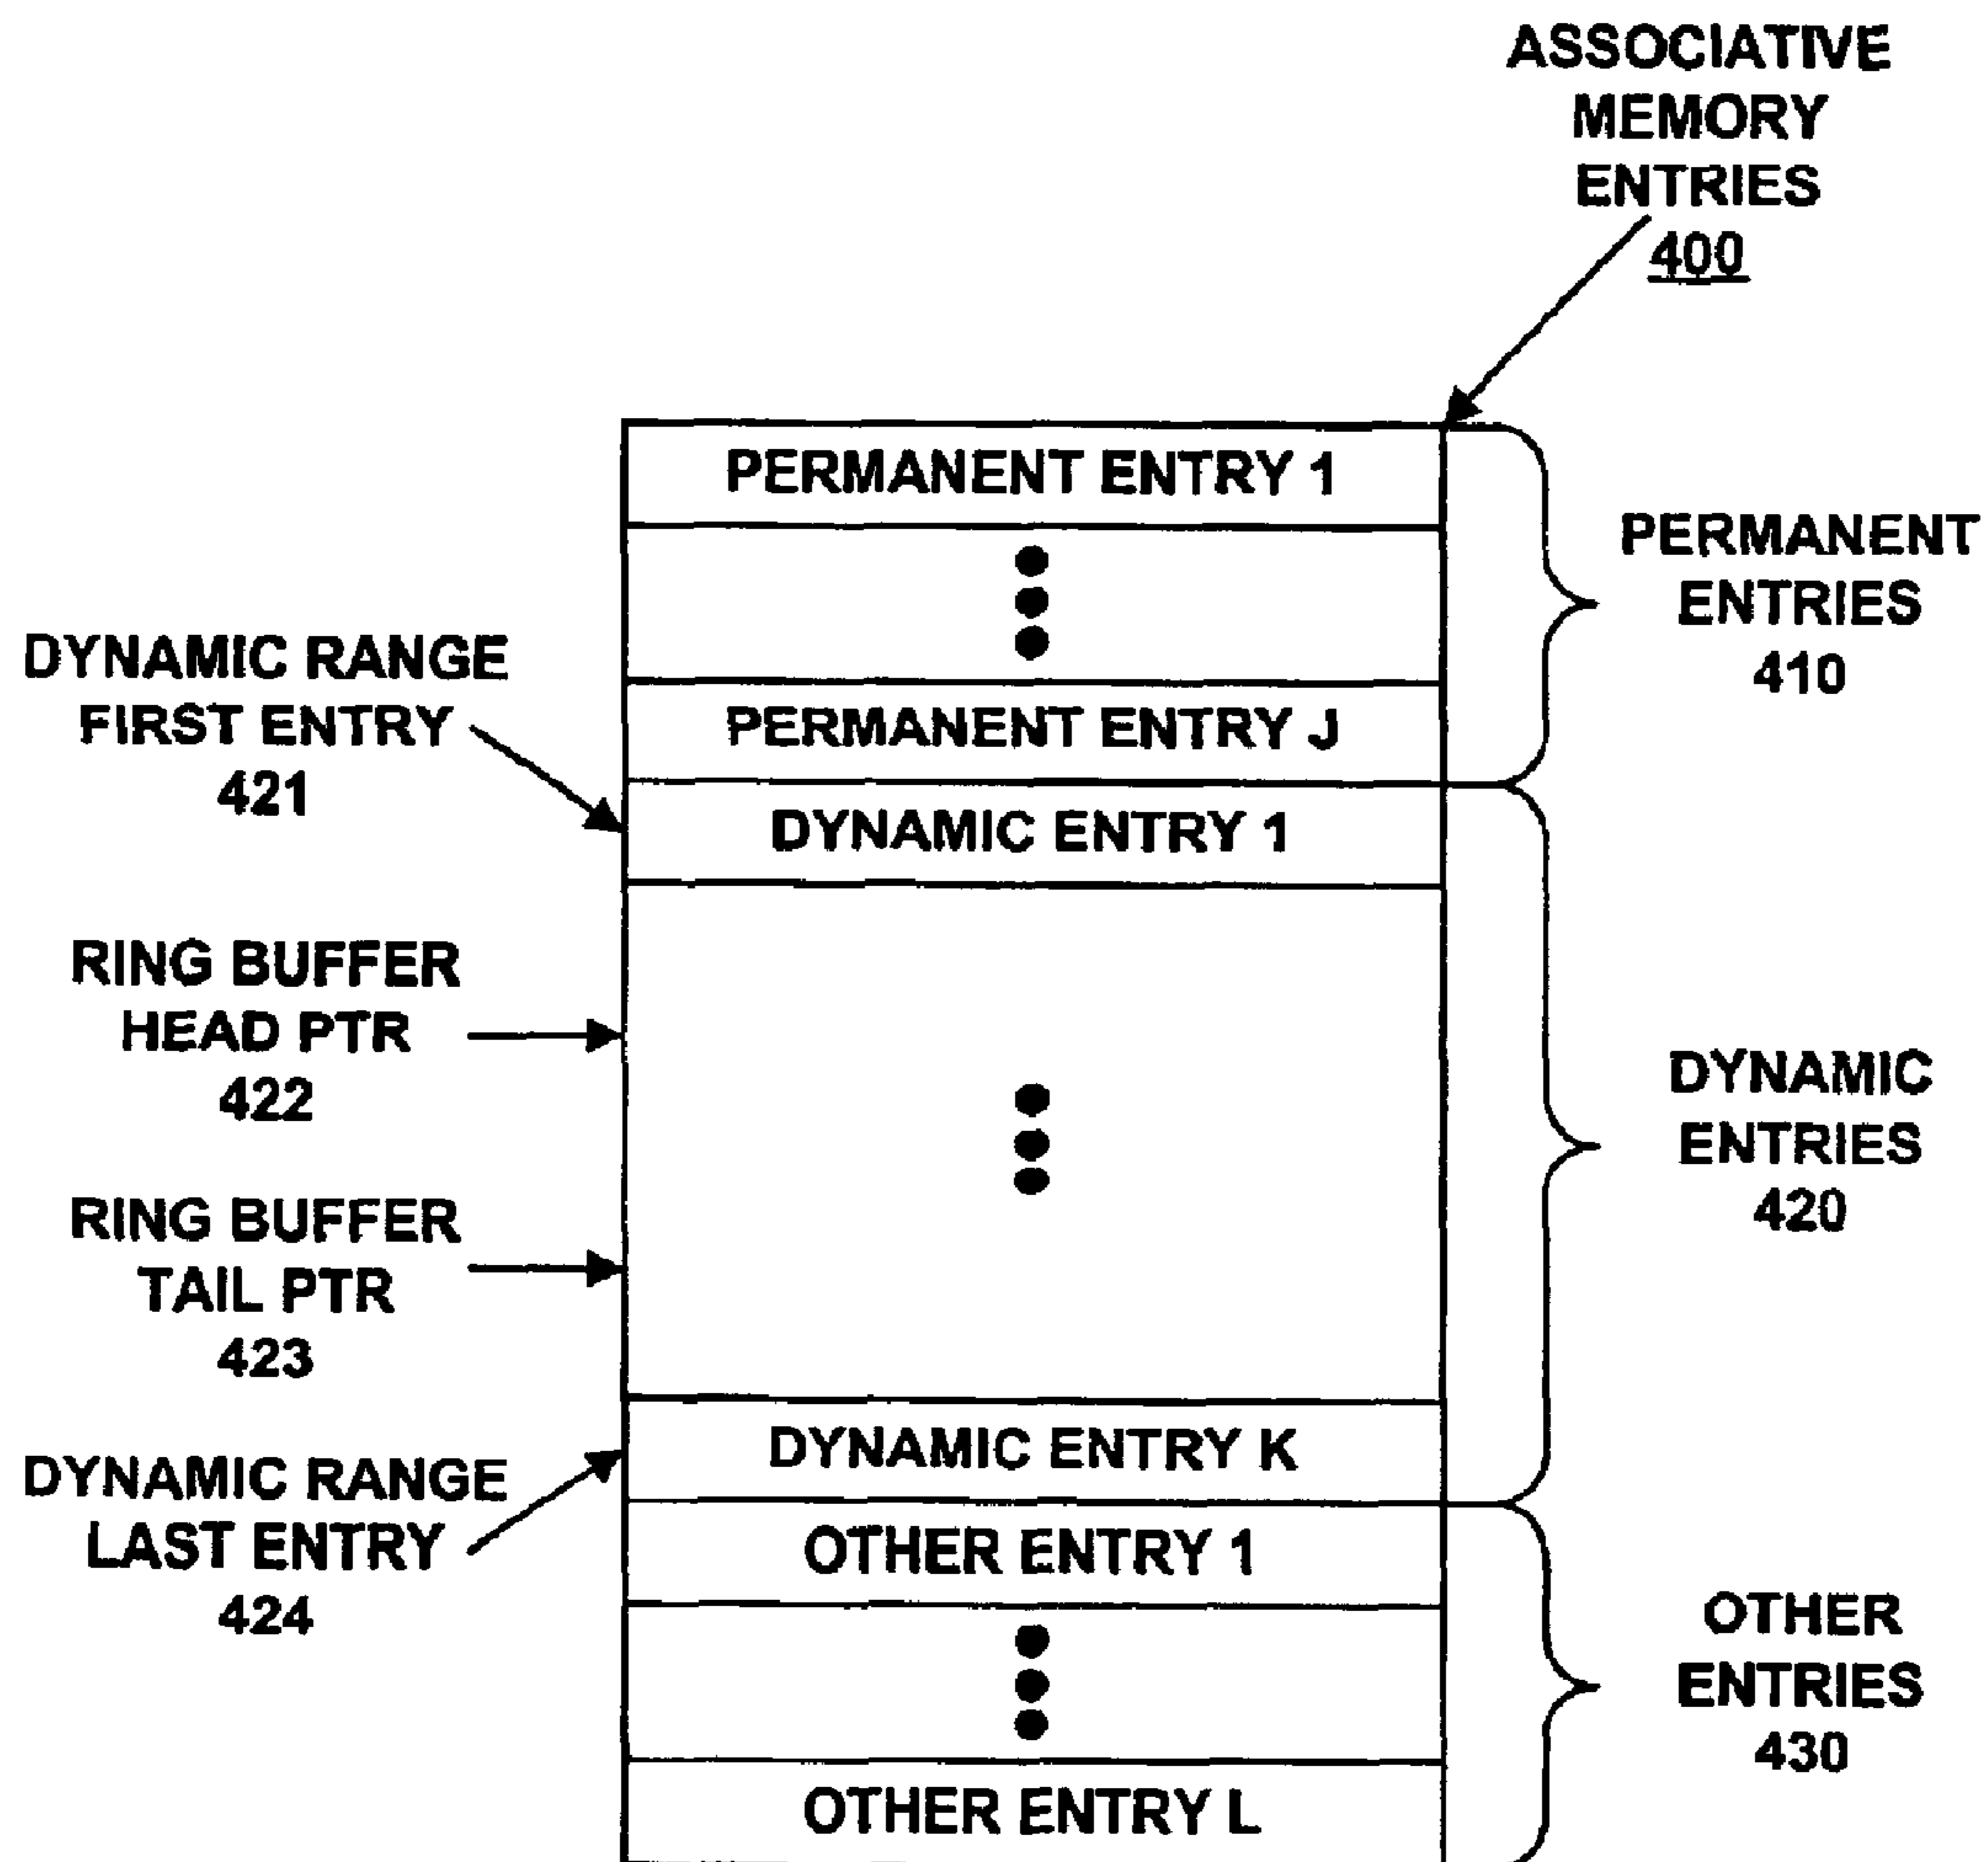 ASSOCIATIVE
MEMORY
ENTRIES
400
PERMANENT ENTRY 1
PERMANENT ENTRY J
DYNAMIC ENTRY 1
DYNAMIC ENTRY K
OTHER ENTRY 1
OTHER ENTRY L
DYNAMIC RANGE
FIRST ENTRY
421
RING BUFFER
HEAD PTR
422
RING BUFFER
TAIL PTR
423
DYNAMIC RANGE
LAST ENTRY
424
PERMANENT
ENTRIES
410
DYNAMIC
ENTRIES
420
OTHER
ENTRIES
430